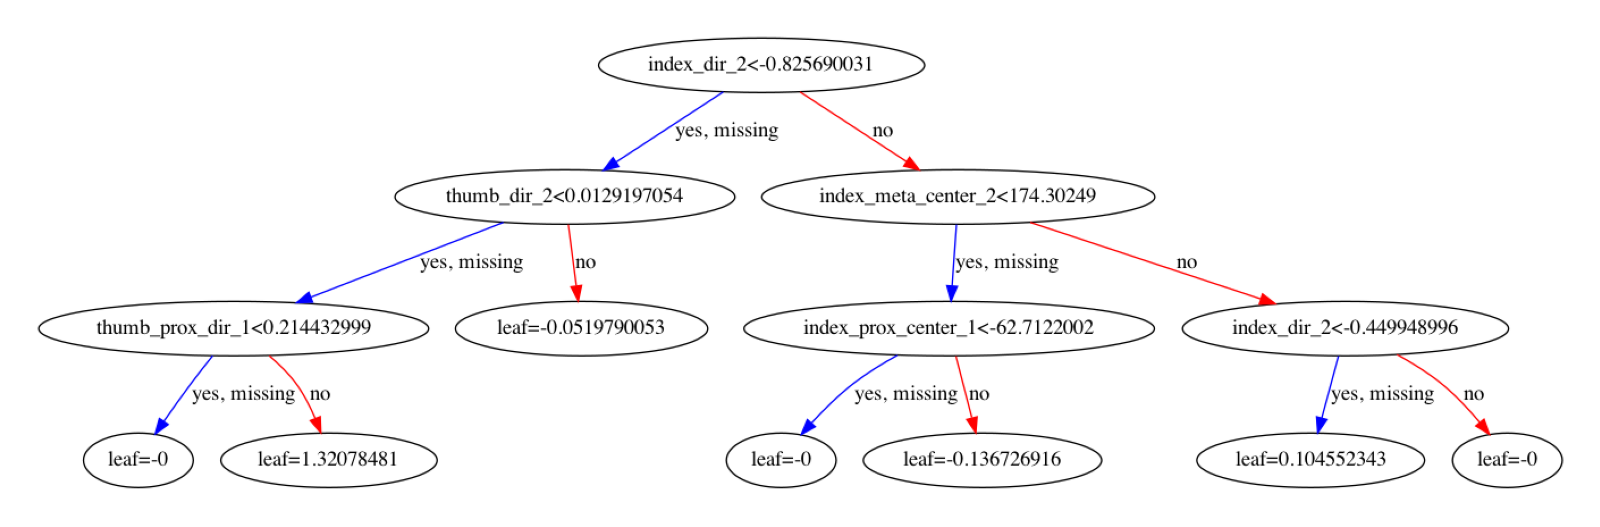 index_dir_2<-0.825690031
yes, missing
no
thumb_dir_2<0.0129197054
index_meta_center_2<174.30249
yes, missing
no
yes, missing
no
thumb_prox_dir_1<0.214432999
leaf=-0.0519790053
index_prox_center_1<-62.7122002
index_dir_2<-0.449948996
yes, missing
no
yes, missing
no
yes, missing
no
leaf=-0
leaf=1.32078481
leaf=-0
leaf=-0.136726916
leaf=0.104552343
leaf=-0